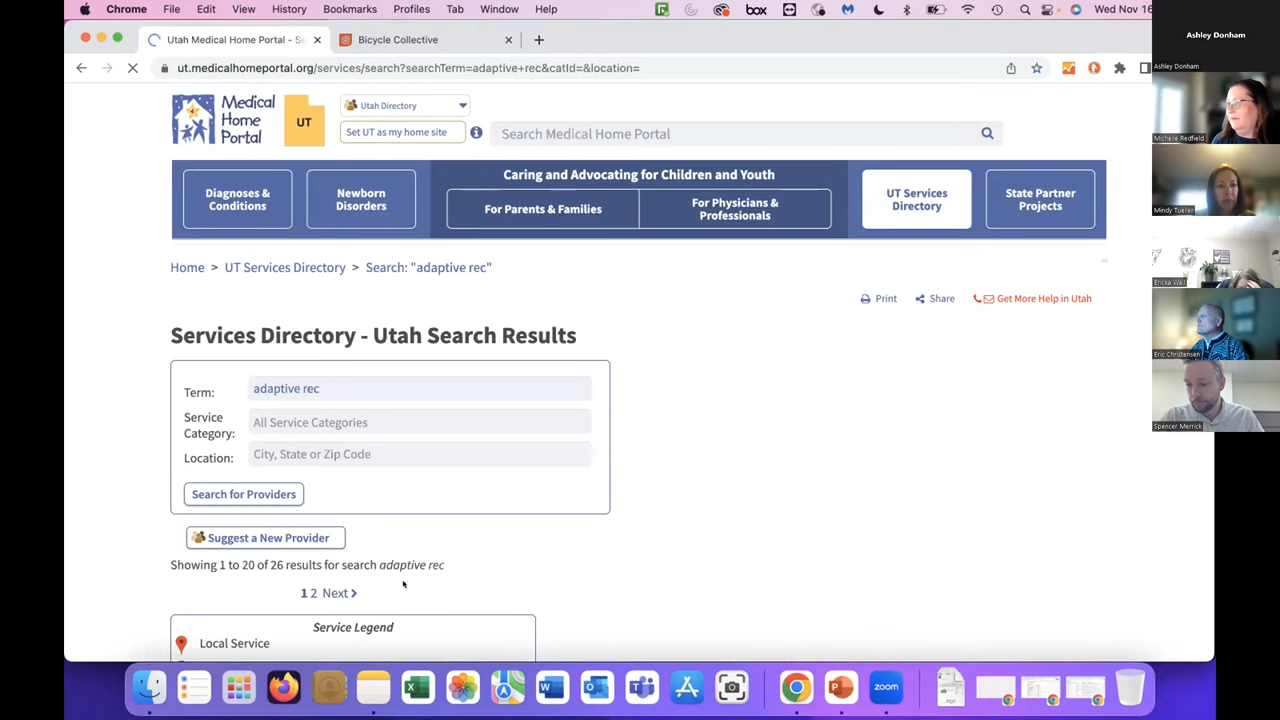 Chrome File Edit View History Bookmarks Profiles Tab Window Help box Wed Nov 16
Utah Medical Home Portal - Se Bicycle Collective
ut.medicalhomeportal.org/services/search?searchTerm=adaptive+rec&catId=&location=
Medical Home Portal
UT
Utah Directory
Set UT as my home site
Search Medical Home Portal
Diagnoses & Conditions
Newborn Disorders
Caring and Advocating for Children and Youth
For Parents & Families
For Physicians & Professionals
UT Services Directory
State Partner Projects
Home > UT Services Directory > Search: "adaptive rec"
Print Share Get More Help in Utah
Services Directory - Utah Search Results
Term: adaptive rec
Service Category: All Service Categories
Location: City, State or Zip Code
Search for Providers
Suggest a New Provider
Showing 1 to 20 of 26 results for search adaptive rec
1 2 Next
Service Legend
Local Service
zoom
Ashley Donham
Ashley Donham
Michelle Redfield
Mindy Tueller
Ericka Wall
Eric Christensen
Spencer Merrick